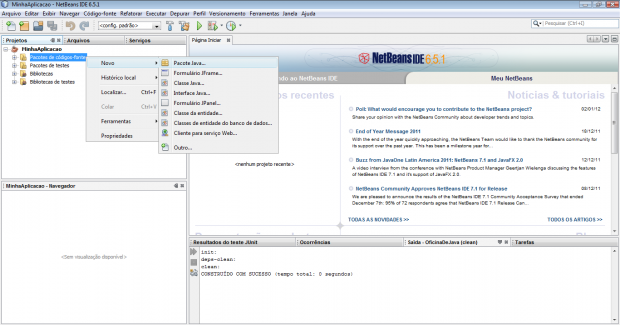 MinhaAplicacao - NetBeans IDE 6.5.1
Arquivo Editar Exibir Navegar Código-fonte Refatorar Executar Depurar Perfil Versionamento Ferramentas Janela Ajuda
<config. padrão>
Pesquisar (Ctrl+I)
Projetos
Arquivos
Serviços
MinhaAplicacao
Pacotes de códigos-fonte
Pacotes de testes
Bibliotecas
Bibliotecas de testes
Novo
Histórico local
Localizar... Ctrl+F
Colar Ctrl+V
Ferramentas
Propriedades
Pacote Java...
Formulário JFrame...
Classe Java...
Interface Java...
Formulário JPanel...
Classe da entidade...
Classes de entidade do banco de dados...
Cliente para serviço Web...
Outro...
Página Inicial
NetBeans IDE 6.5.1
ndo ao NetBeans IDE
Meu NetBeans
os recentes
<nenhum projeto recente>
Notícias & tutoriais
Poll: What would encourage you to contribute to the NetBeans project? 02/01/12
Share your opinion with the NetBeans Community about developer trends and topics.
End of Year Message 2011 18/12/11
With the end of the year quickly approaching, the NetBeans Team would like to thank the NetBeans community for
its support over the past year. This has been a milestone a...
Buzz from JavaOne Latin America 2011: NetBeans 7.1 and JavaFX 2.0 12/12/11
A video interview from the conference with NetBeans Product Manager Geertjan Wielenga discussing the features
of NetBeans IDE 7.1 and it's support of JavaFX 2.0.
NetBeans Community Approves NetBeans IDE 7.1 for Release 08/12/11
We are pleased to announce the results of the NetBeans IDE 7.1 Community Acceptance Survey that ended
December 7th: 95% of 72 respondents agree that NetBeans IDE 7.1 Release Can...
TODAS AS NOVIDADES >>
TODOS OS ARTIGOS >>
MinhaAplicacao - Navegador
<Sem visualização disponível>
Resultados do teste JUnit
Ocorrências
Saída - OficinaDeJava (clean)
Tarefas
init:
deps-clean:
clean:
CONSTRUÍDO COM SUCESSO (tempo total: 0 segundos)